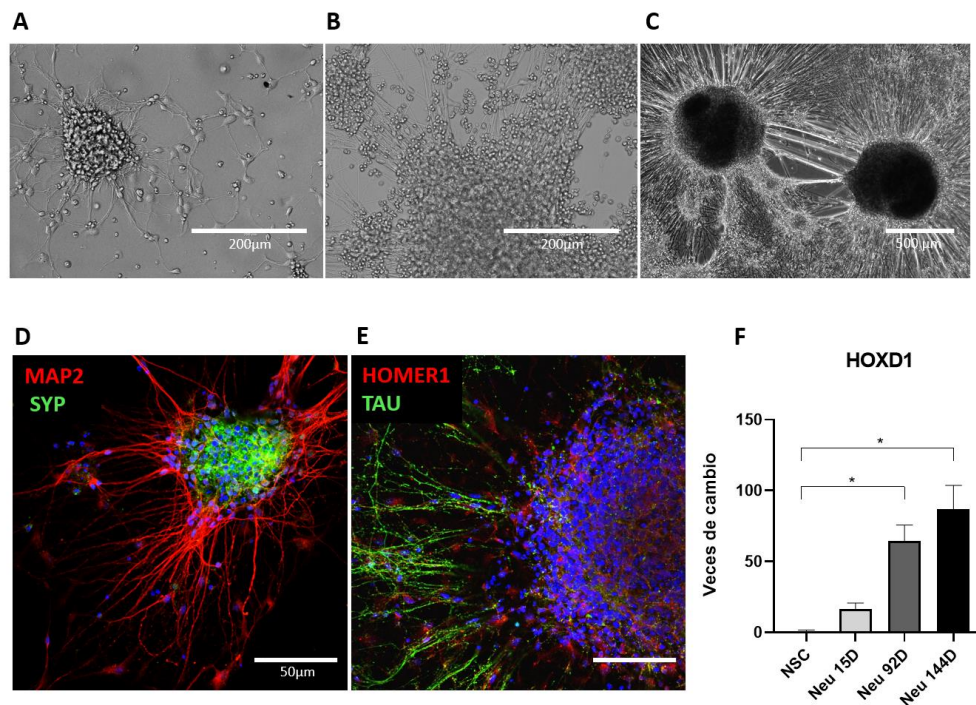 A
B
C
200µm
200µm
500 µm
D
E
F
MAP2
SYP
50µm
HOMER1
TAU
HOXD1
Veces de cambio
150
100
50
0
*
*
NSC
Neu 15D
Neu 92D
Neu 144D